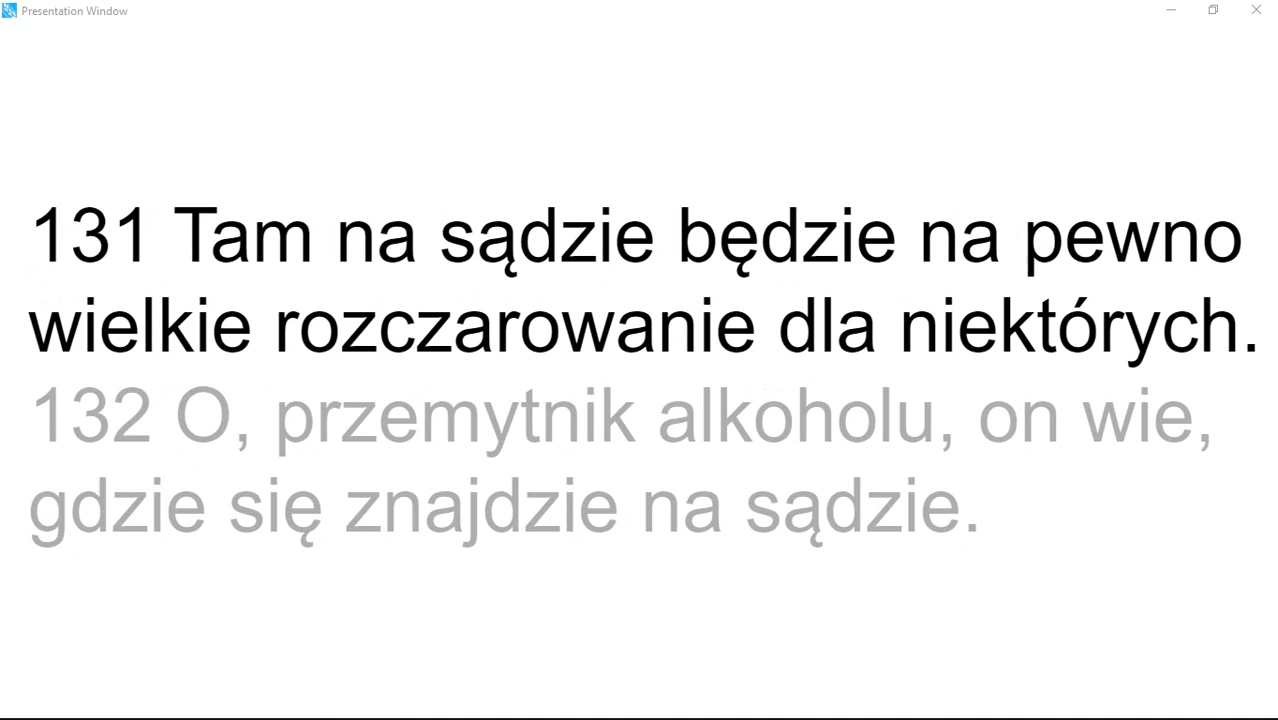 Presentation Window
131 Tam na sądzie będzie na pewno
wielkie rozczarowanie dla niektórych.
132 O, przemytnik alkoholu, on wie,
gdzie się znajdzie na sądzie.